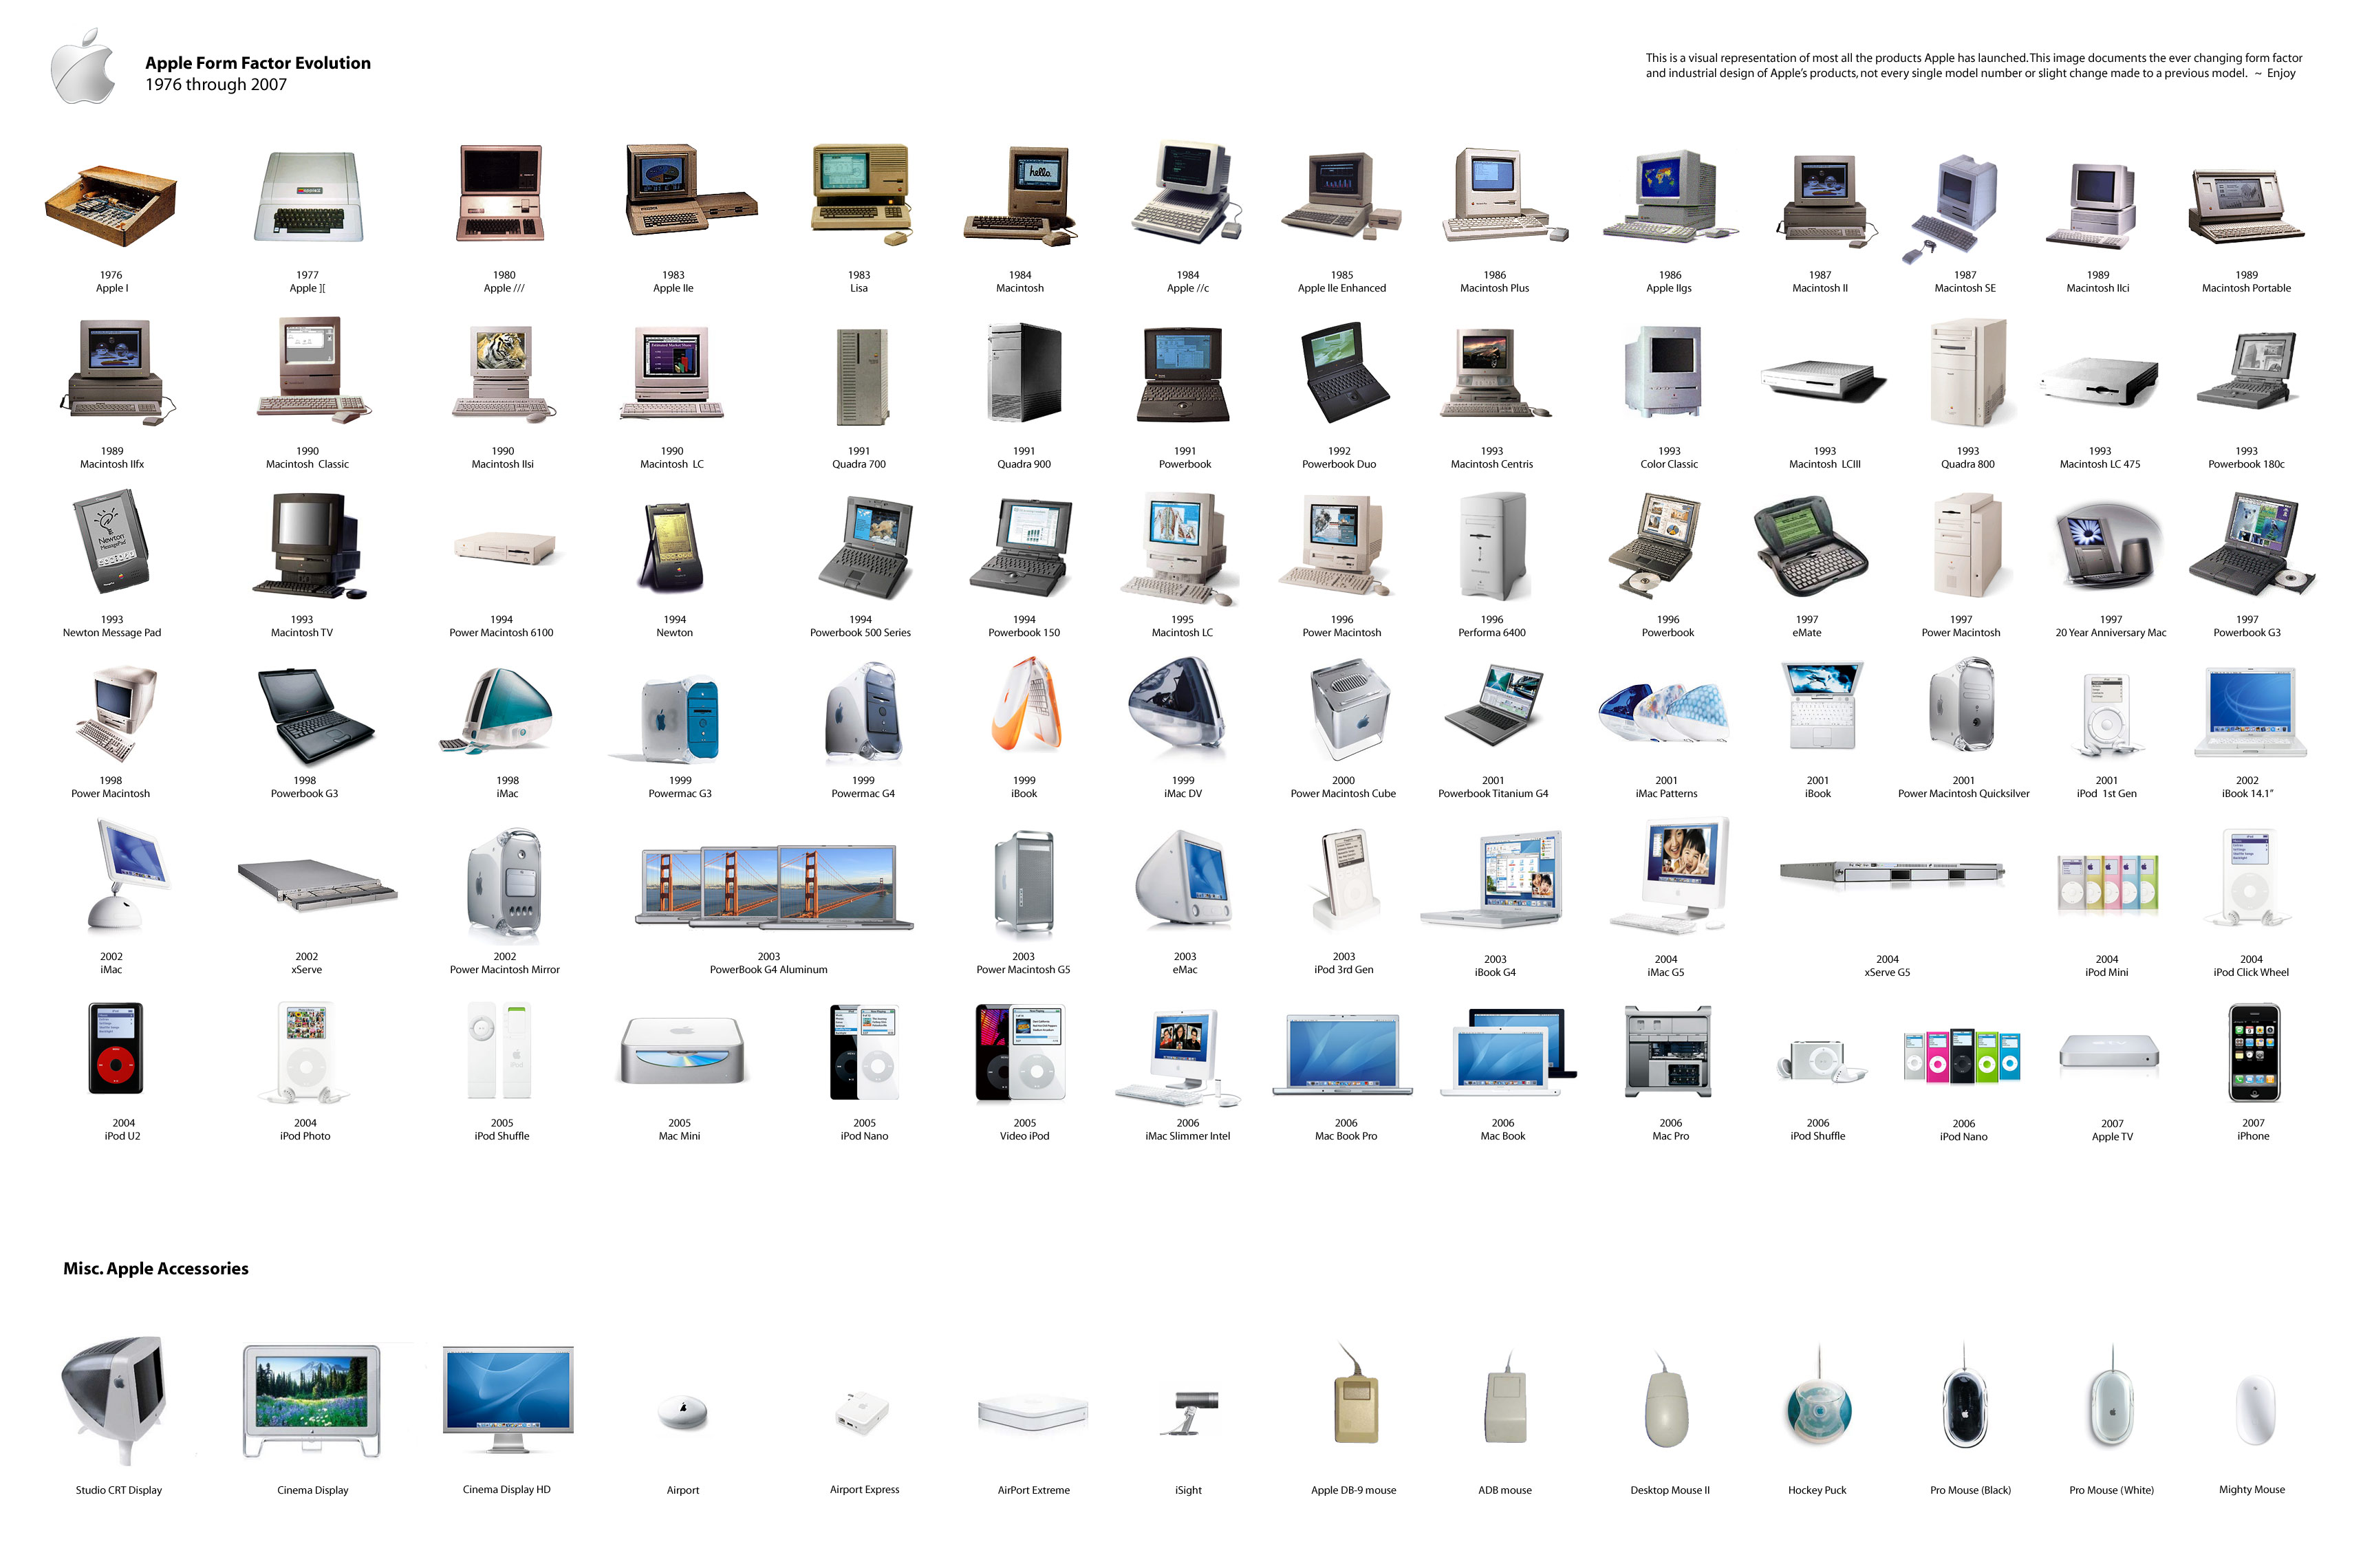 Apple Form Factor Evolution
1976 through 2007
This is a visual representation of most all the products Apple has launched. This image documents the ever changing form factor
and industrial design of Apple's products, not every single model number or slight change made to a previous model. ~ Enjoy
hello.
1976
Apple I
1977
Apple ][
1980
Apple ///
1983
Apple IIe
1983
Lisa
1984
Macintosh
1984
Apple //c
1985
Apple IIe Enhanced
1986
Macintosh Plus
1986
Apple IIgs
1987
Macintosh II
1987
Macintosh SE
1989
Macintosh IIci
1989
Macintosh Portable
1989
Macintosh IIfx
1990
Macintosh Classic
1990
Macintosh IIsi
1990
Macintosh LC
1991
Quadra 700
1991
Quadra 900
1991
Powerbook
1992
Powerbook Duo
1993
Macintosh Centris
1993
Color Classic
1993
Macintosh LCIII
1993
Quadra 800
1993
Macintosh LC 475
1993
Powerbook 180c
Newton
MessagePad
1993
Newton Message Pad
1993
Macintosh TV
1994
Power Macintosh 6100
1994
Newton
1994
Powerbook 500 Series
1994
Powerbook 150
1995
Macintosh LC
1996
Power Macintosh
1996
Performa 6400
1996
Powerbook
1997
eMate
1997
Power Macintosh
1997
20 Year Anniversary Mac
1997
Powerbook G3
1998
Power Macintosh
1998
Powerbook G3
1998
iMac
1999
Powermac G3
1999
Powermac G4
1999
iBook
1999
iMac DV
2000
Power Macintosh Cube
2001
Powerbook Titanium G4
2001
iMac Patterns
2001
iBook
2001
Power Macintosh Quicksilver
2001
iPod 1st Gen
2002
iBook 14.1”
2002
iMac
2002
xServe
2002
Power Macintosh Mirror
2003
PowerBook G4 Aluminum
2003
Power Macintosh G5
2003
eMac
2003
iPod 3rd Gen
2003
iBook G4
2004
iMac G5
2004
xServe G5
2004
iPod Mini
2004
iPod Click Wheel
2004
iPod U2
2004
iPod Photo
2005
iPod Shuffle
2005
Mac Mini
2005
iPod Nano
2005
Video iPod
2006
iMac Slimmer Intel
2006
Mac Book Pro
2006
Mac Book
2006
Mac Pro
2006
iPod Shuffle
2006
iPod Nano
2007
Apple TV
2007
iPhone
Misc. Apple Accessories
Studio CRT Display
Cinema Display
Cinema Display HD
Airport
Airport Express
AirPort Extreme
iSight
Apple DB-9 mouse
ADB mouse
Desktop Mouse II
Hockey Puck
Pro Mouse (Black)
Pro Mouse (White)
Mighty Mouse